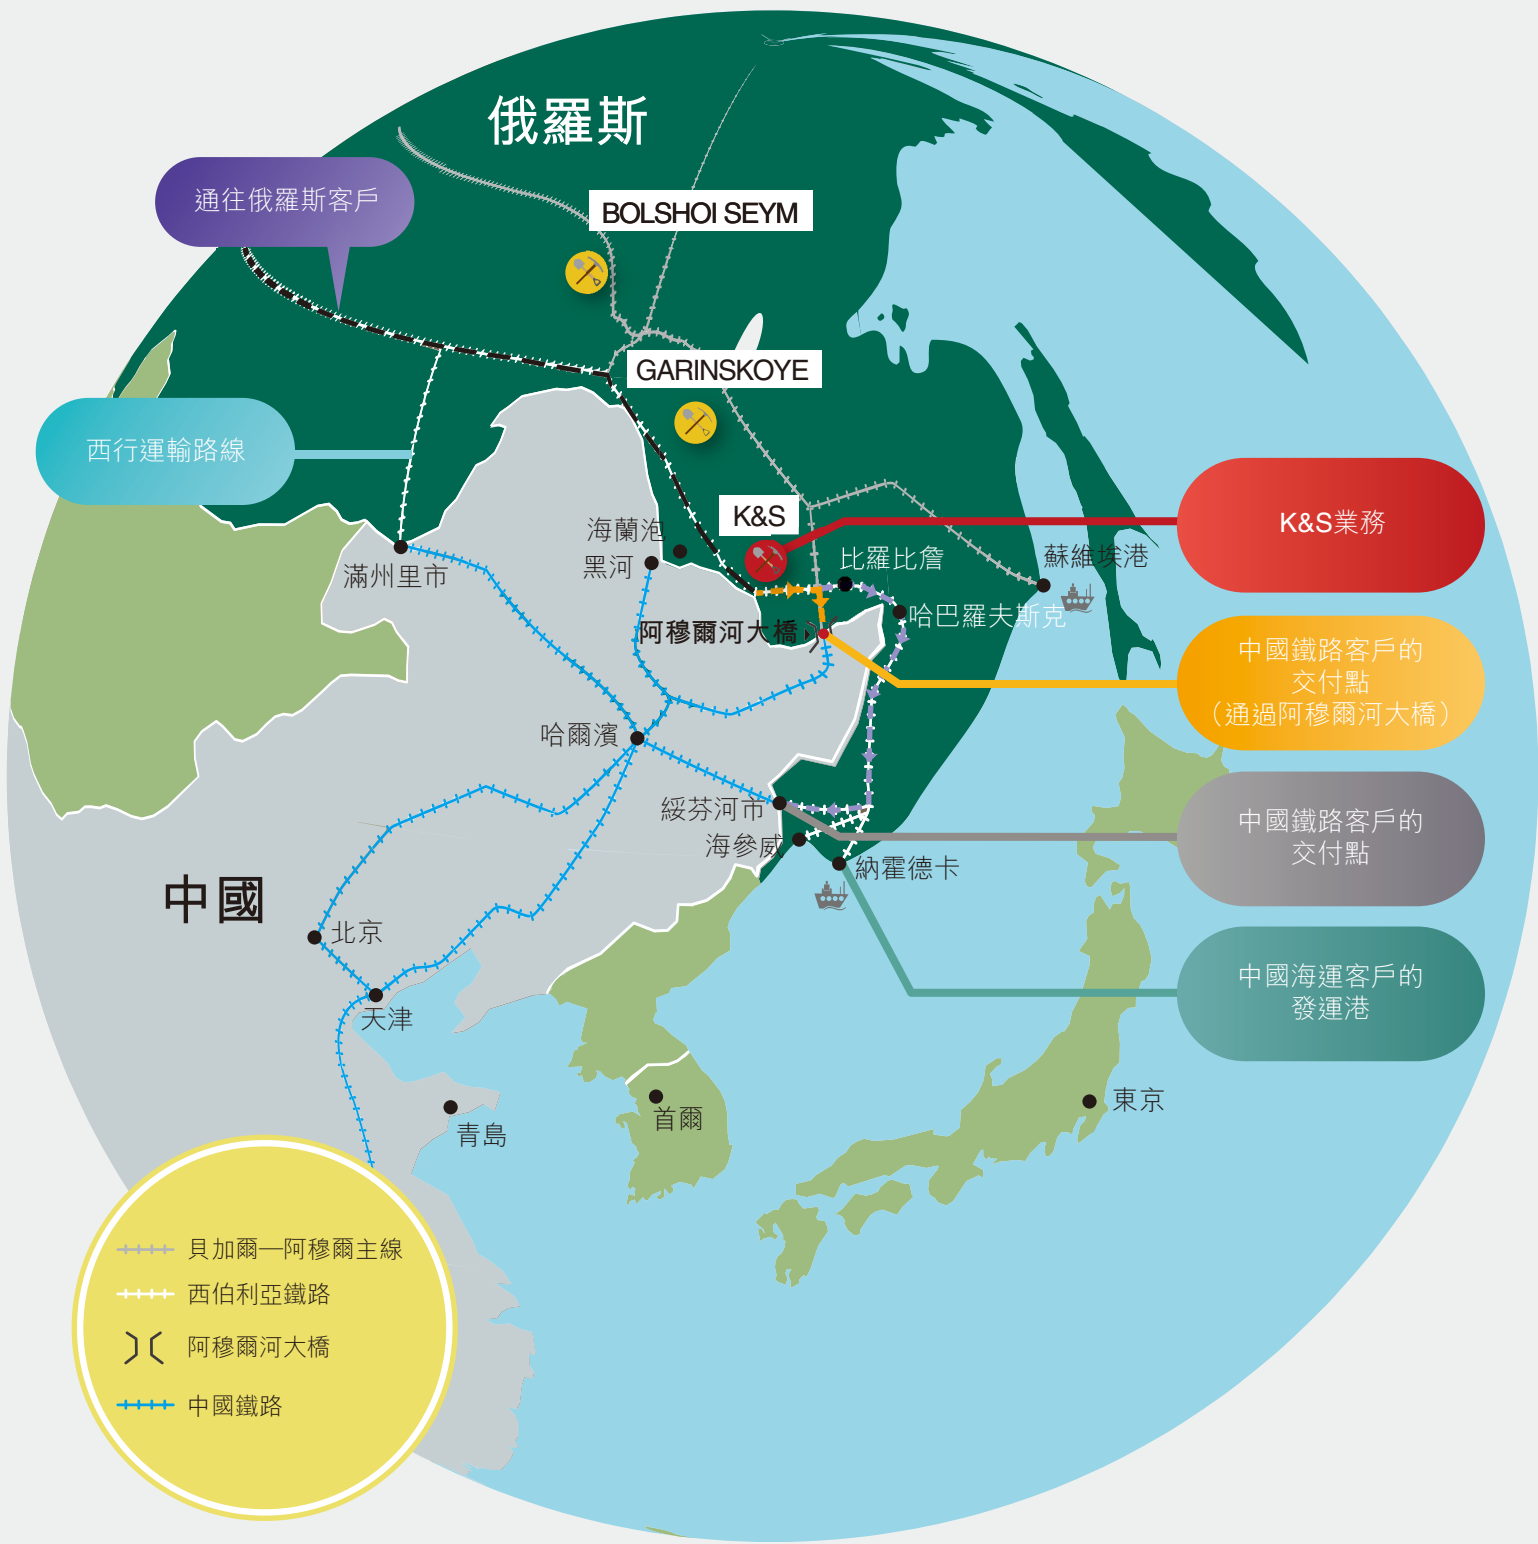 俄羅斯
通往俄羅斯客戶
BOLSHOI SEYM
GARINSKOYE
西行運輸路線
K&S
K&S業務
海蘭泡
黑河
滿州里市
比羅比詹
蘇維埃港
哈巴羅夫斯克
阿穆爾河大橋
中國鐵路客戶的
交付點
（通過阿穆爾河大橋）
哈爾濱
綏芬河市
海參威
納霍德卡
中國鐵路客戶的
交付點
中國
北京
天津
中國海運客戶的
發運港
青島
首爾
東京
貝加爾—阿穆爾主線
西伯利亞鐵路
阿穆爾河大橋
中國鐵路